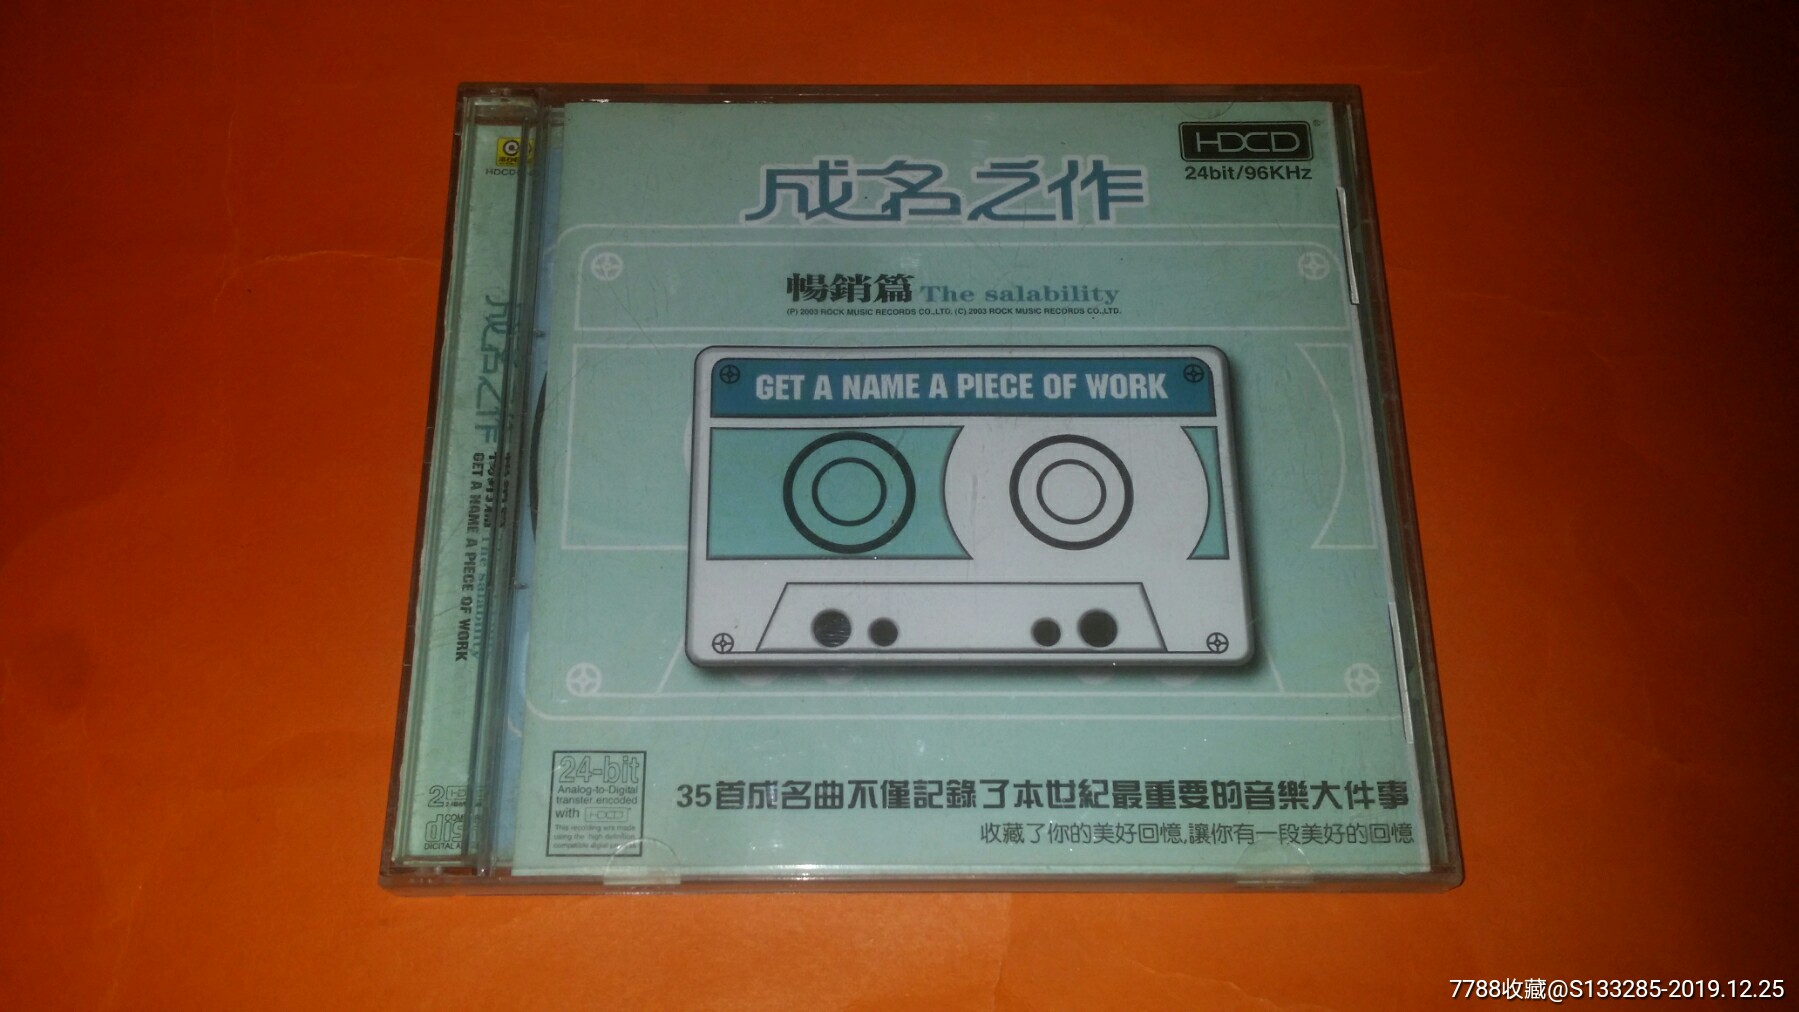 HDCD
24bit/96KHz
成名之作
暢銷篇 The salability
(P) 2003 ROCK MUSIC RECORDS CO.,LTD. (C) 2003 ROCK MUSIC RECORDS CO.,LTD.
GET A NAME A PIECE OF WORK
24-bit
Analog-to-Digital
transfer encoded
with HDCD
35首成名曲不僅記錄了本世紀最重要的音樂大件事
收藏了你的美好回憶,讓你有一段美好的回憶
HDCD
成名之作
The salability
GET A NAME A PIECE OF WORK
2
7788收藏@S133285-2019.12.25